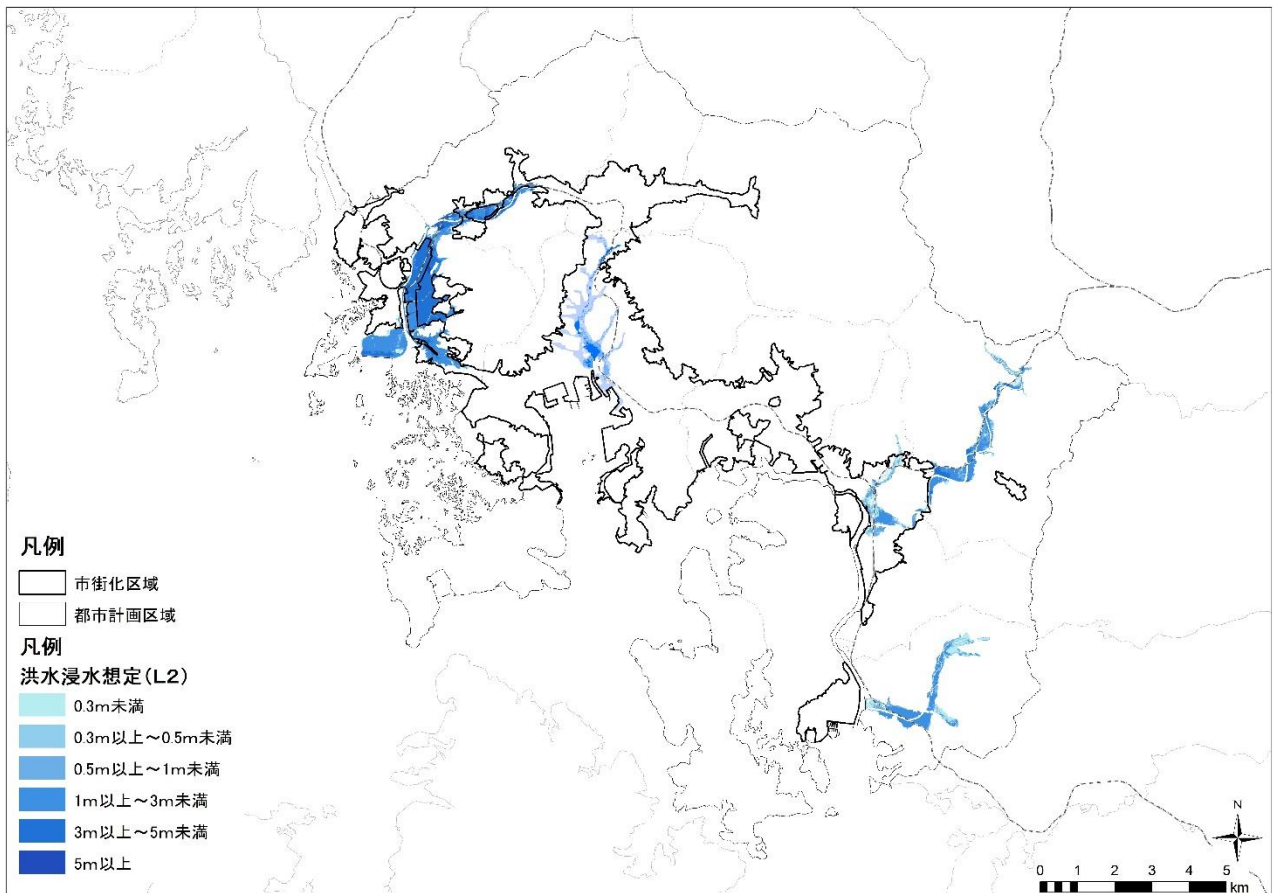 凡例
市街化区域
都市計画区域
凡例
洪水浸水想定(L2)
0.3m未満
0.3m以上～0.5m未満
0.5m以上～1m未満
1m以上～3m未満
3m以上～5m未満
5m以上
N
0 1 2 3 4 5
km